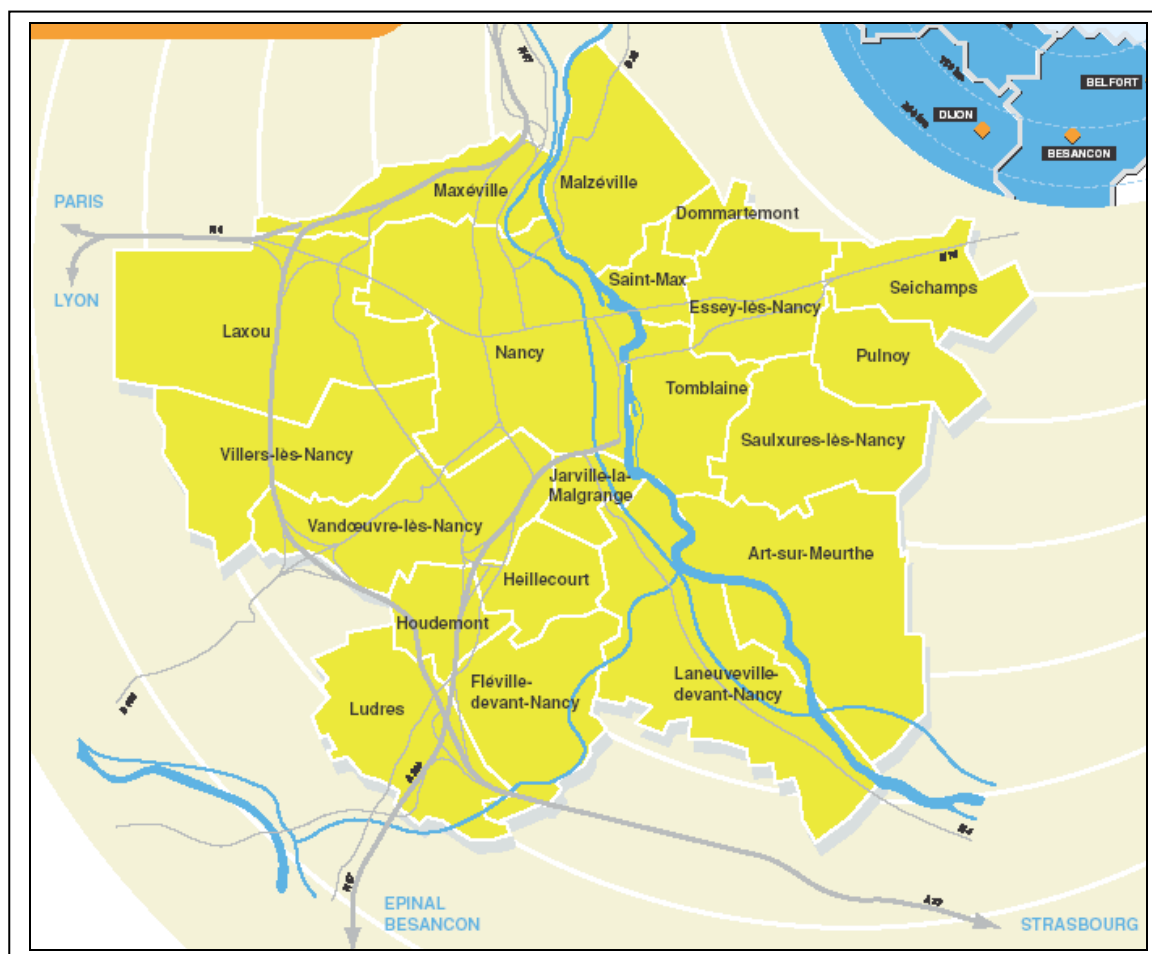 BELFORT
DIJON
BESANCON
Maxéville
Malzéville
PARIS
Dommartemont
LYON
Saint-Max
Seichamps
Essey-lès-Nancy
Laxou
Nancy
Pulnoy
Tomblaine
Saulxures-lès-Nancy
Villers-lès-Nancy
Jarville-la-
Malgrange
Vandœuvre-lès-Nancy
Art-sur-Meurthe
Heillecourt
Houdemont
Fléville-
devant-Nancy
Laneuveville-
devant-Nancy
Ludres
EPINAL
BESANCON
STRASBOURG